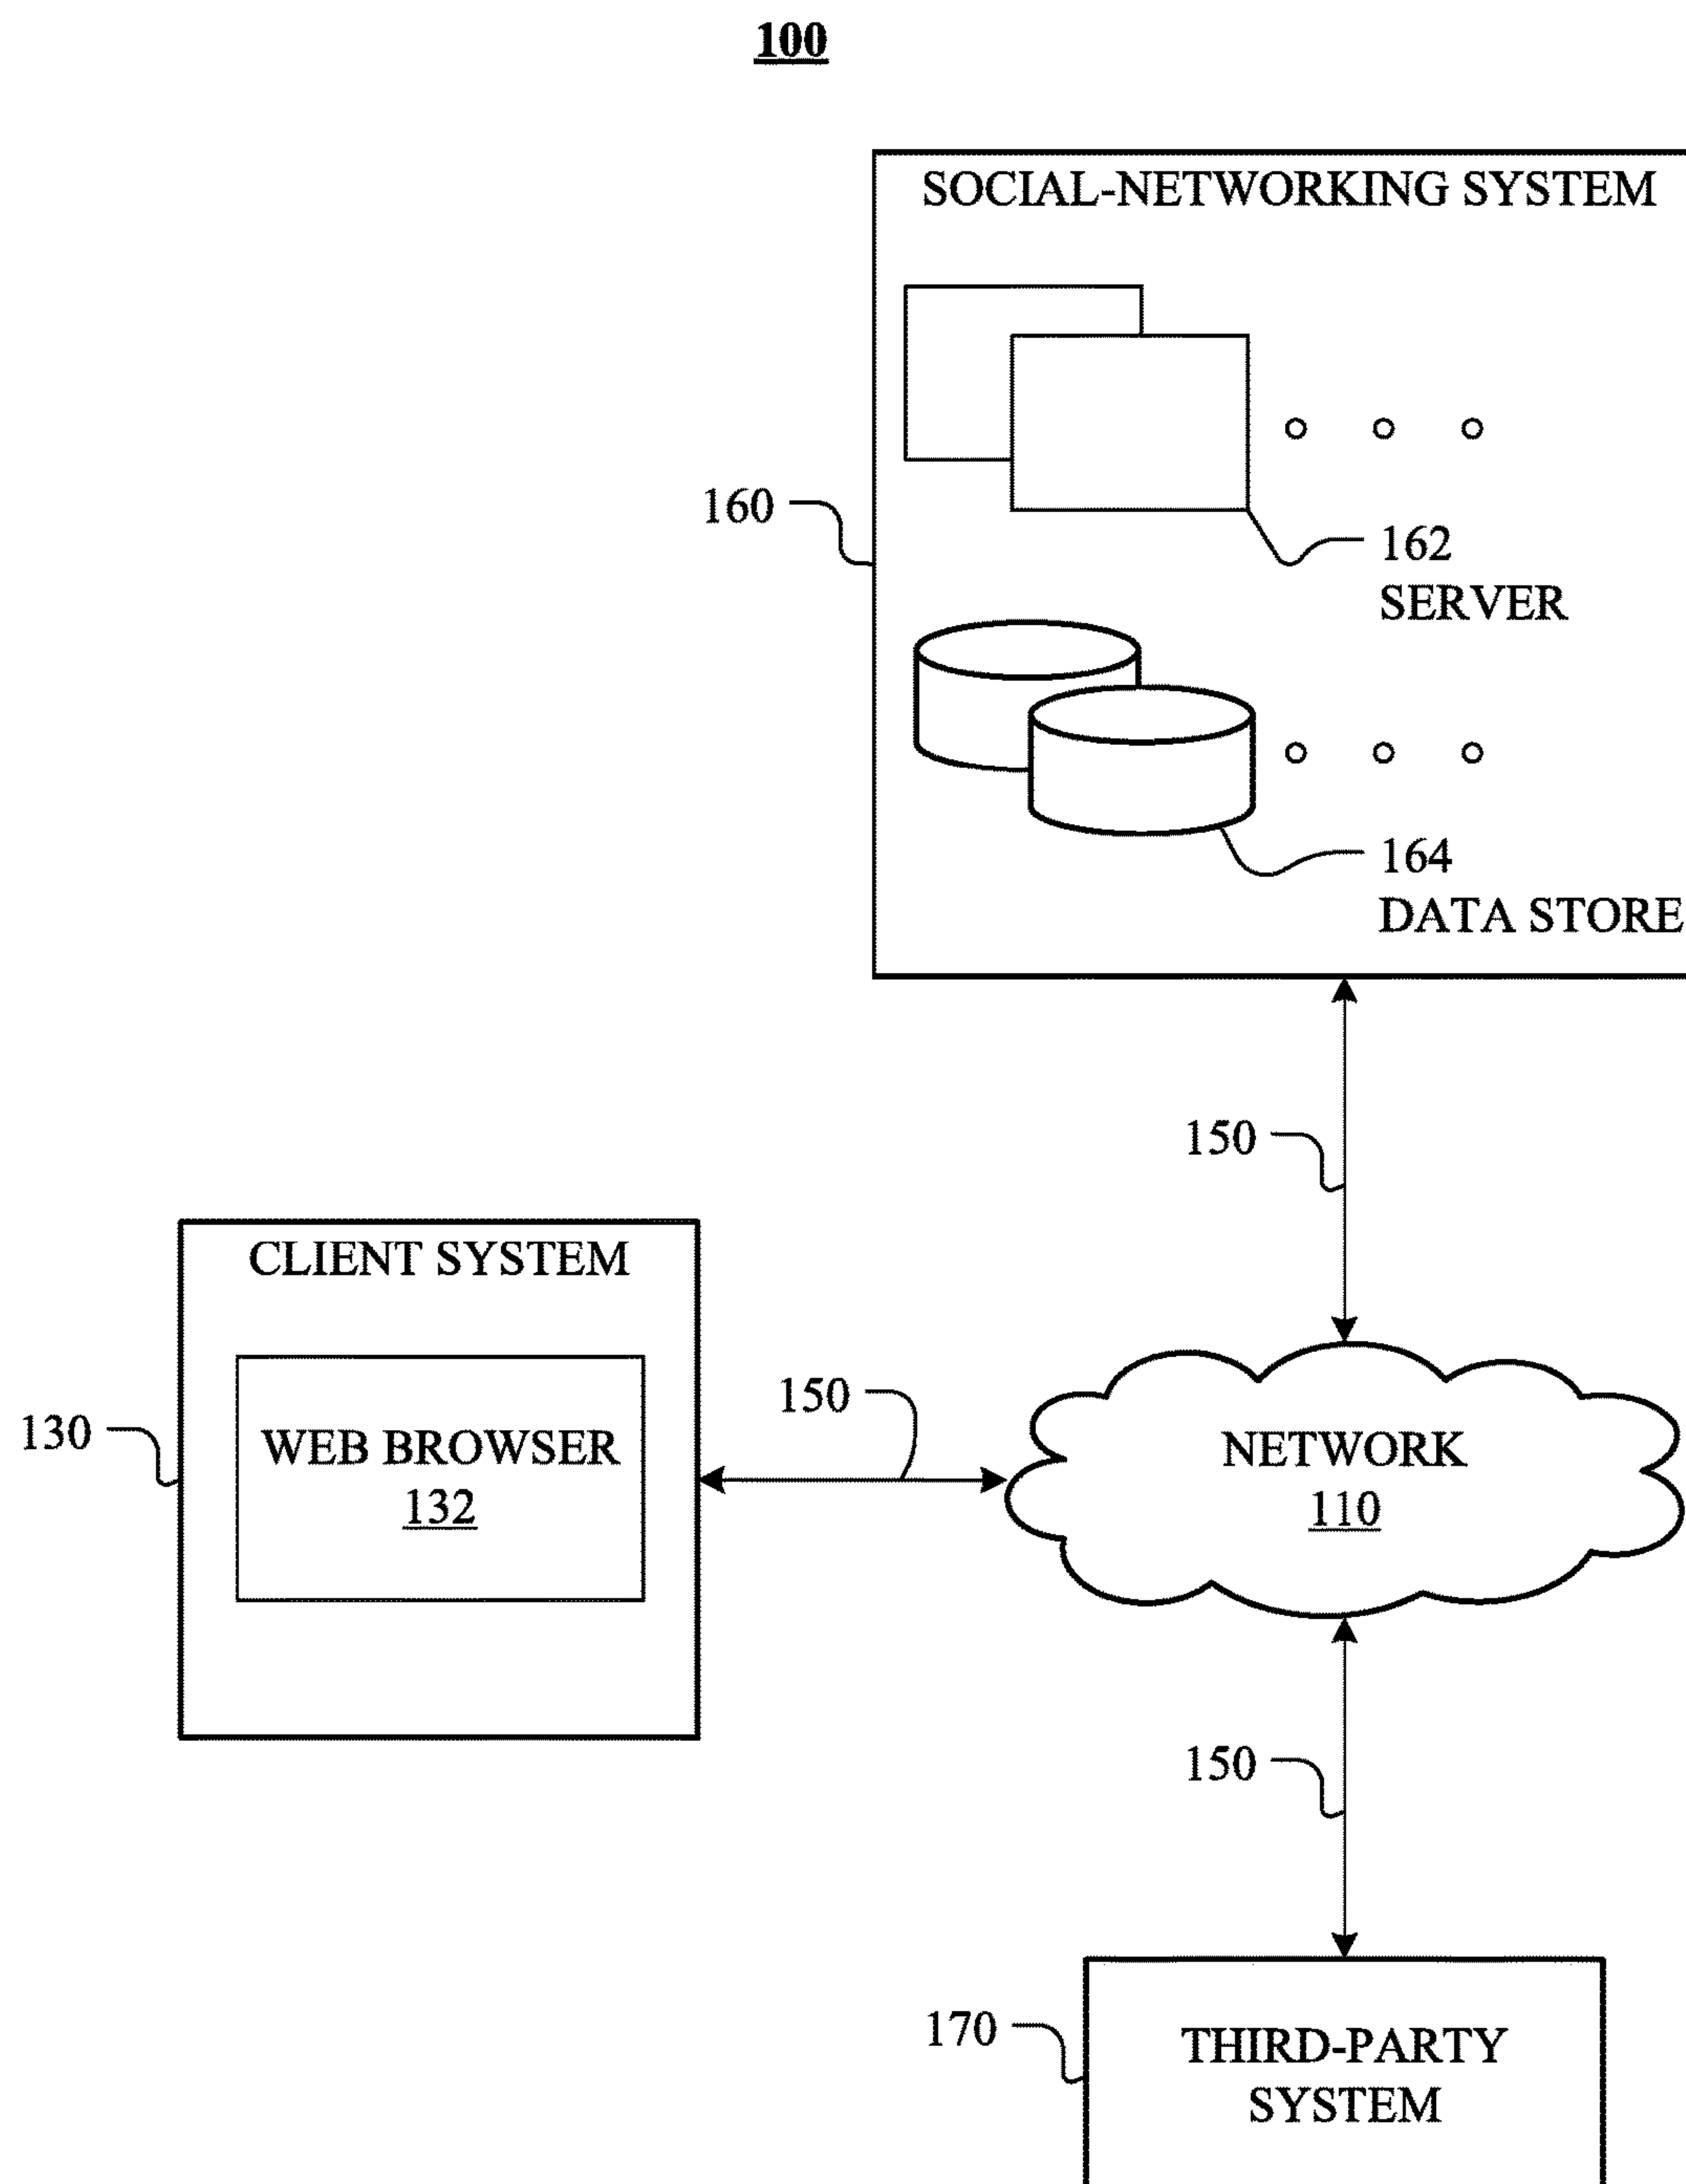 100
SOCIAL-NETWORKING SYSTEM
160
162
SERVER
164
DATA STORE
150
CLIENT SYSTEM
130
WEB BROWSER
132
150
NETWORK
110
150
170
THIRD-PARTY
SYSTEM